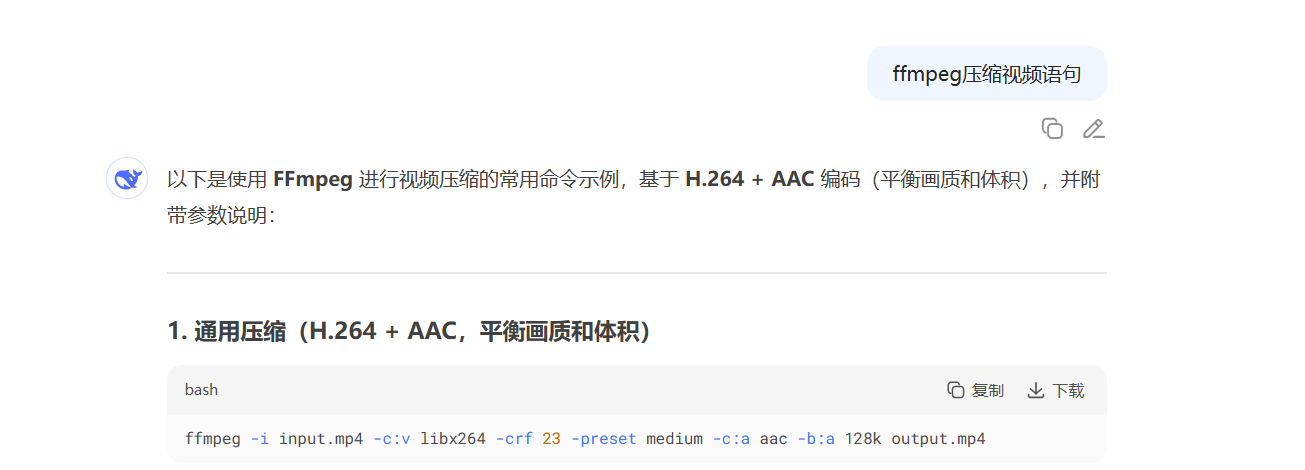 ffmpeg压缩视频语句
以下是使用 FFmpeg 进行视频压缩的常用命令示例，基于 H.264 + AAC 编码（平衡画质和体积），并附
带参数说明：
1. 通用压缩（H.264 + AAC，平衡画质和体积）
bash 复制 下载
ffmpeg -i input.mp4 -c:v libx264 -crf 23 -preset medium -c:a aac -b:a 128k output.mp4